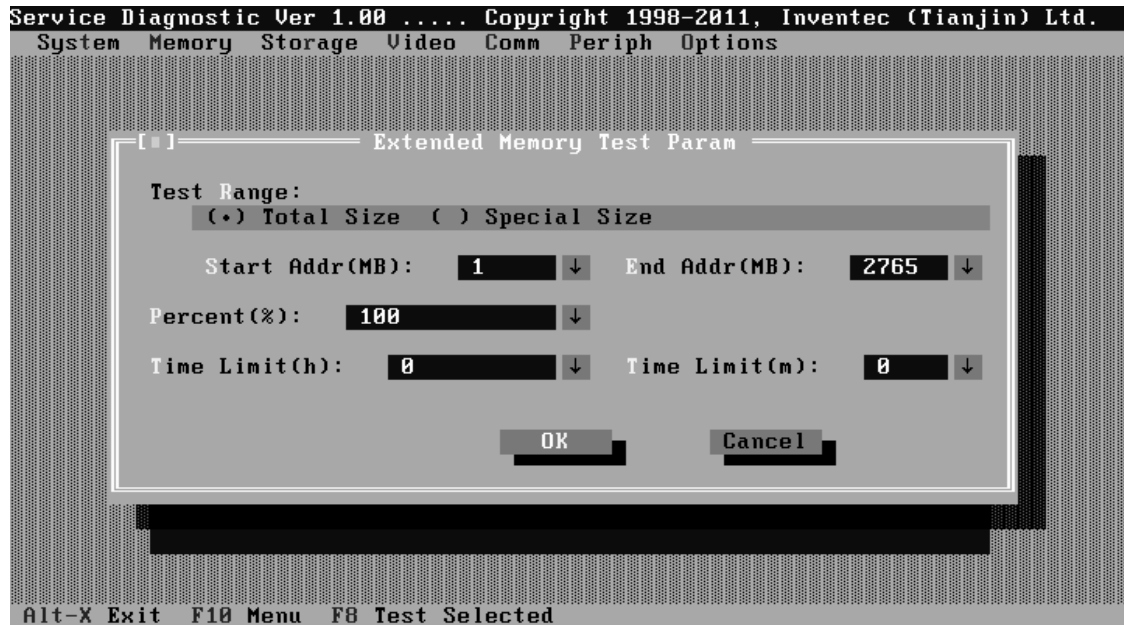 Service Diagnostic Ver 1.00 ..... Copyright 1998-2011, Inventec (Tianjin) Ltd.
System Memory Storage Video Comm Periph Options
[■] Extended Memory Test Param
Test Range:
(•) Total Size ( ) Special Size
Start Addr(MB): 1 ↓ End Addr(MB): 2765 ↓
Percent(%): 100 ↓
Time Limit(h): 0 ↓ Time Limit(m): 0 ↓
OK Cancel
Alt-X Exit F10 Menu F8 Test Selected